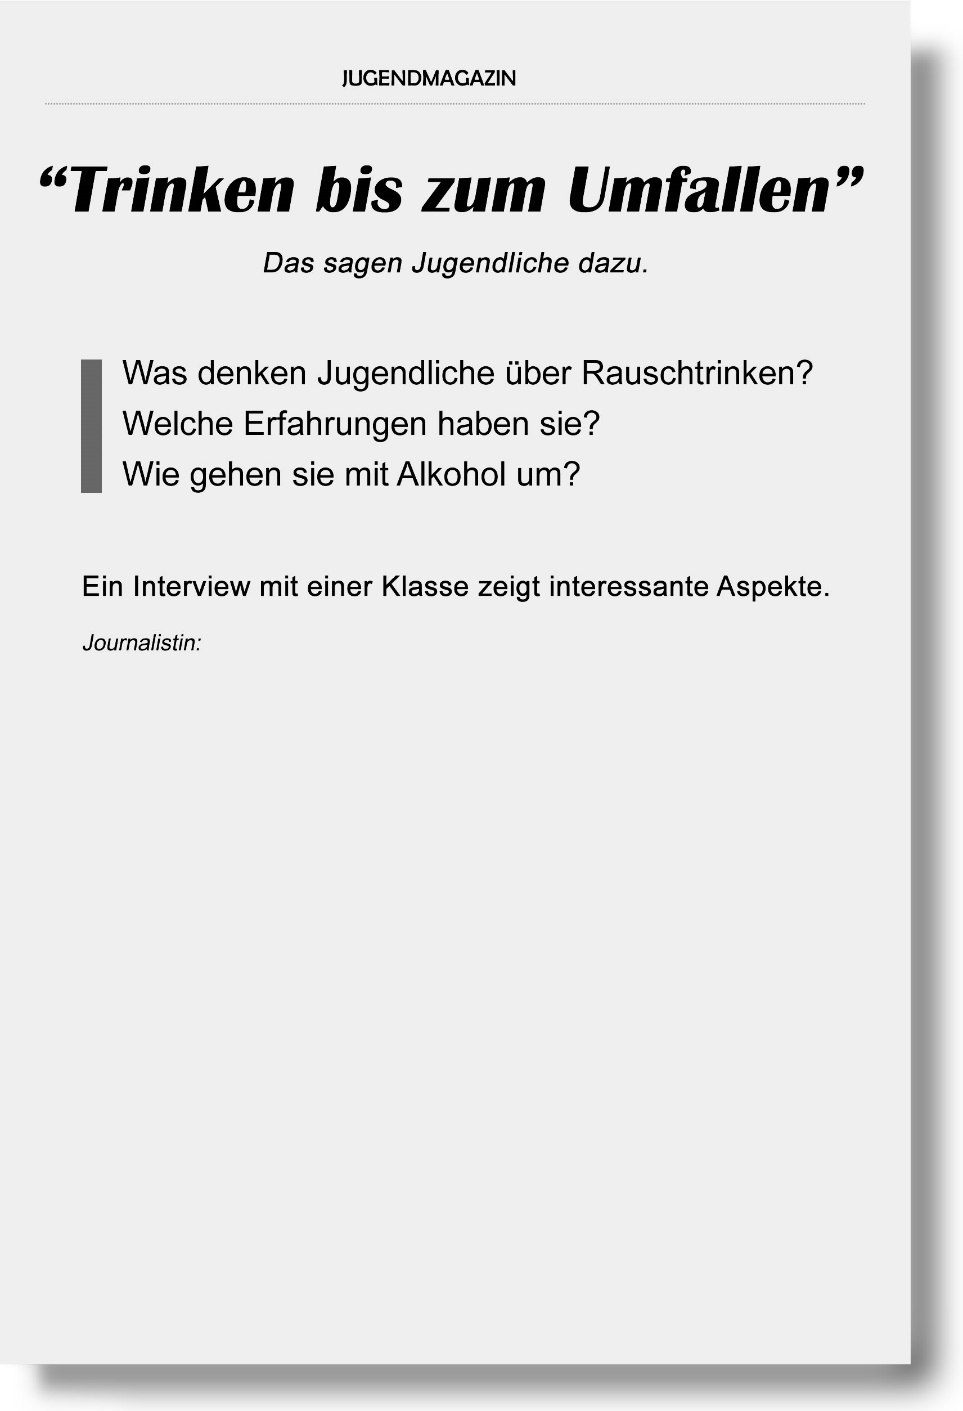 JUGENDMAGAZIN
“Trinken bis zum Umfallen”
Das sagen Jugendliche dazu.
Was denken Jugendliche über Rauschtrinken?
Welche Erfahrungen haben sie?
Wie gehen sie mit Alkohol um?
Ein Interview mit einer Klasse zeigt interessante Aspekte.
Journalistin: